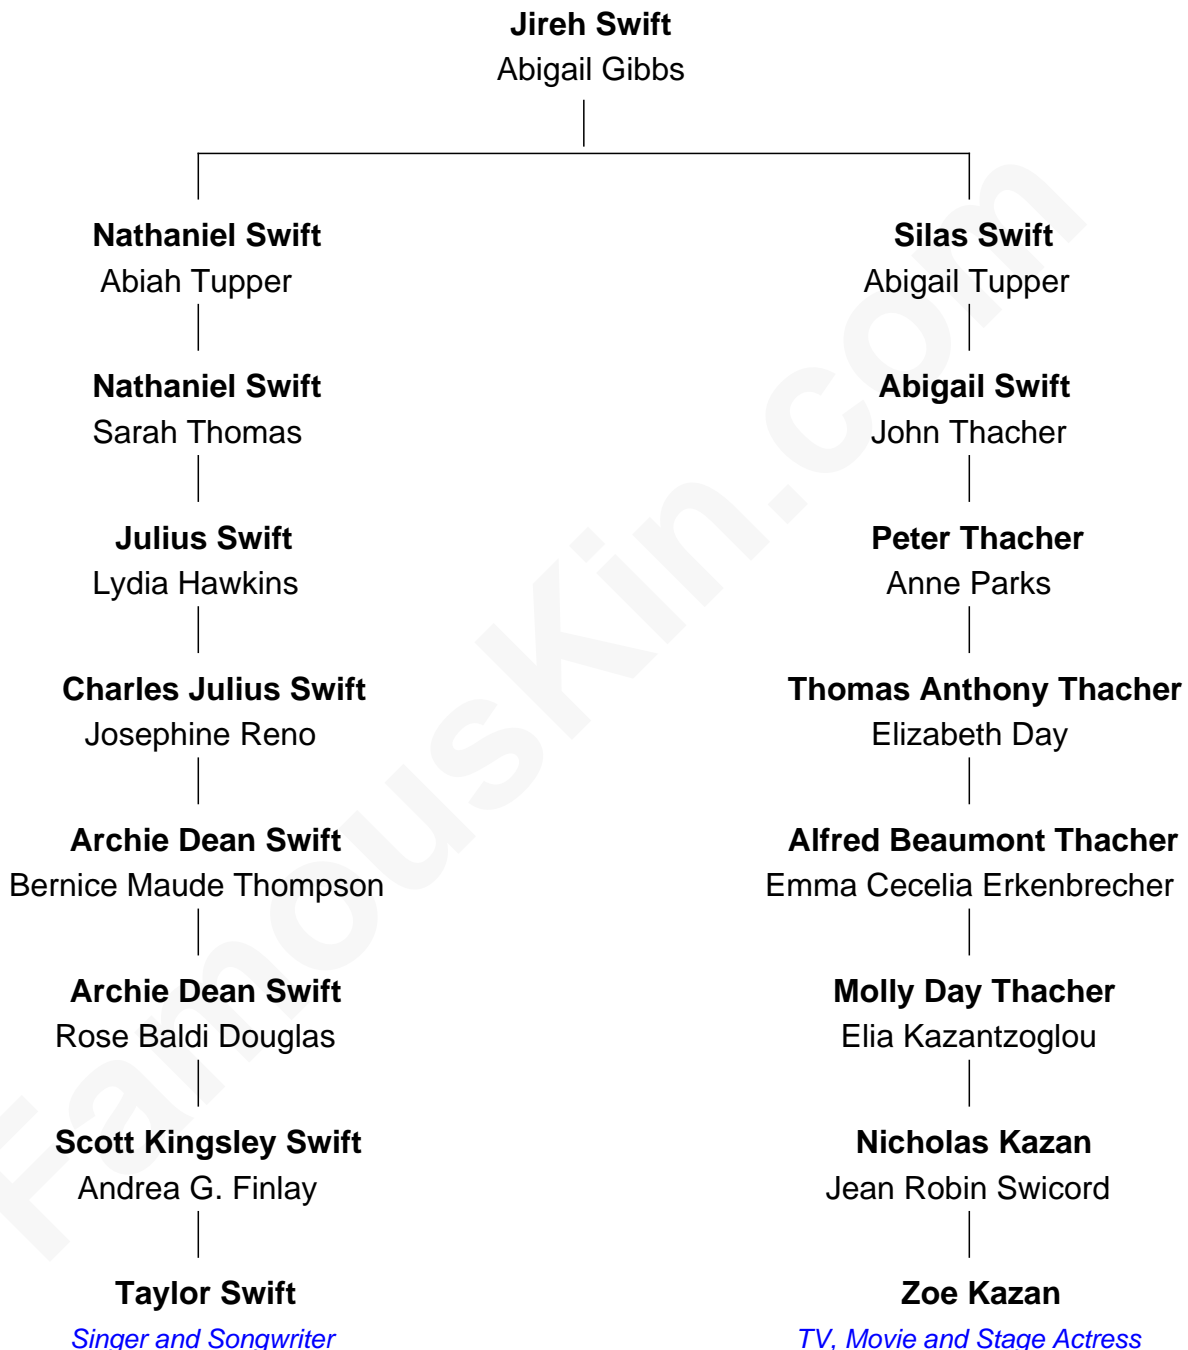 Jireh Swift
Abigail Gibbs
Nathaniel Swift
Abiah Tupper
Nathaniel Swift
Sarah Thomas
Julius Swift
Lydia Hawkins
Charles Julius Swift
Josephine Reno
Archie Dean Swift
Bernice Maude Thompson
Archie Dean Swift
Rose Baldi Douglas
Scott Kingsley Swift
Andrea G. Finlay
Taylor Swift
Singer and Songwriter
Silas Swift
Abigail Tupper
Abigail Swift
John Thacher
Peter Thacher
Anne Parks
Thomas Anthony Thacher
Elizabeth Day
Alfred Beaumont Thacher
Emma Cecelia Erkenbrecher
Molly Day Thacher
Elia Kazantzoglou
Nicholas Kazan
Jean Robin Swicord
Zoe Kazan
TV, Movie and Stage Actress
FamousKin.com